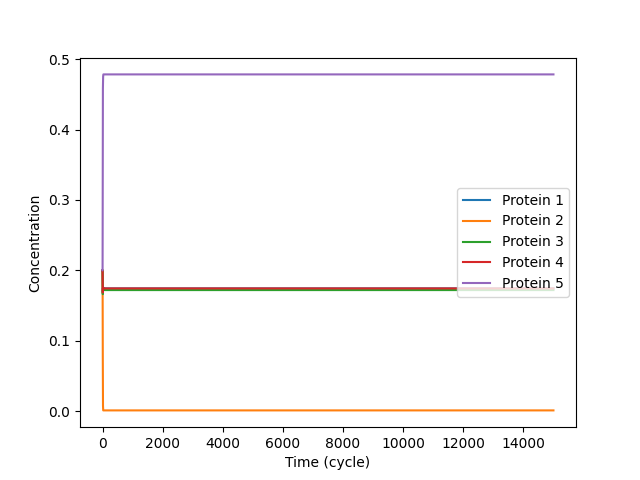 0.5
0.4
0.3
0.2
0.1
0.0
Concentration
Protein 1
Protein 2
Protein 3
Protein 4
Protein 5
0 2000 4000 6000 8000 10000 12000 14000
Time (cycle)